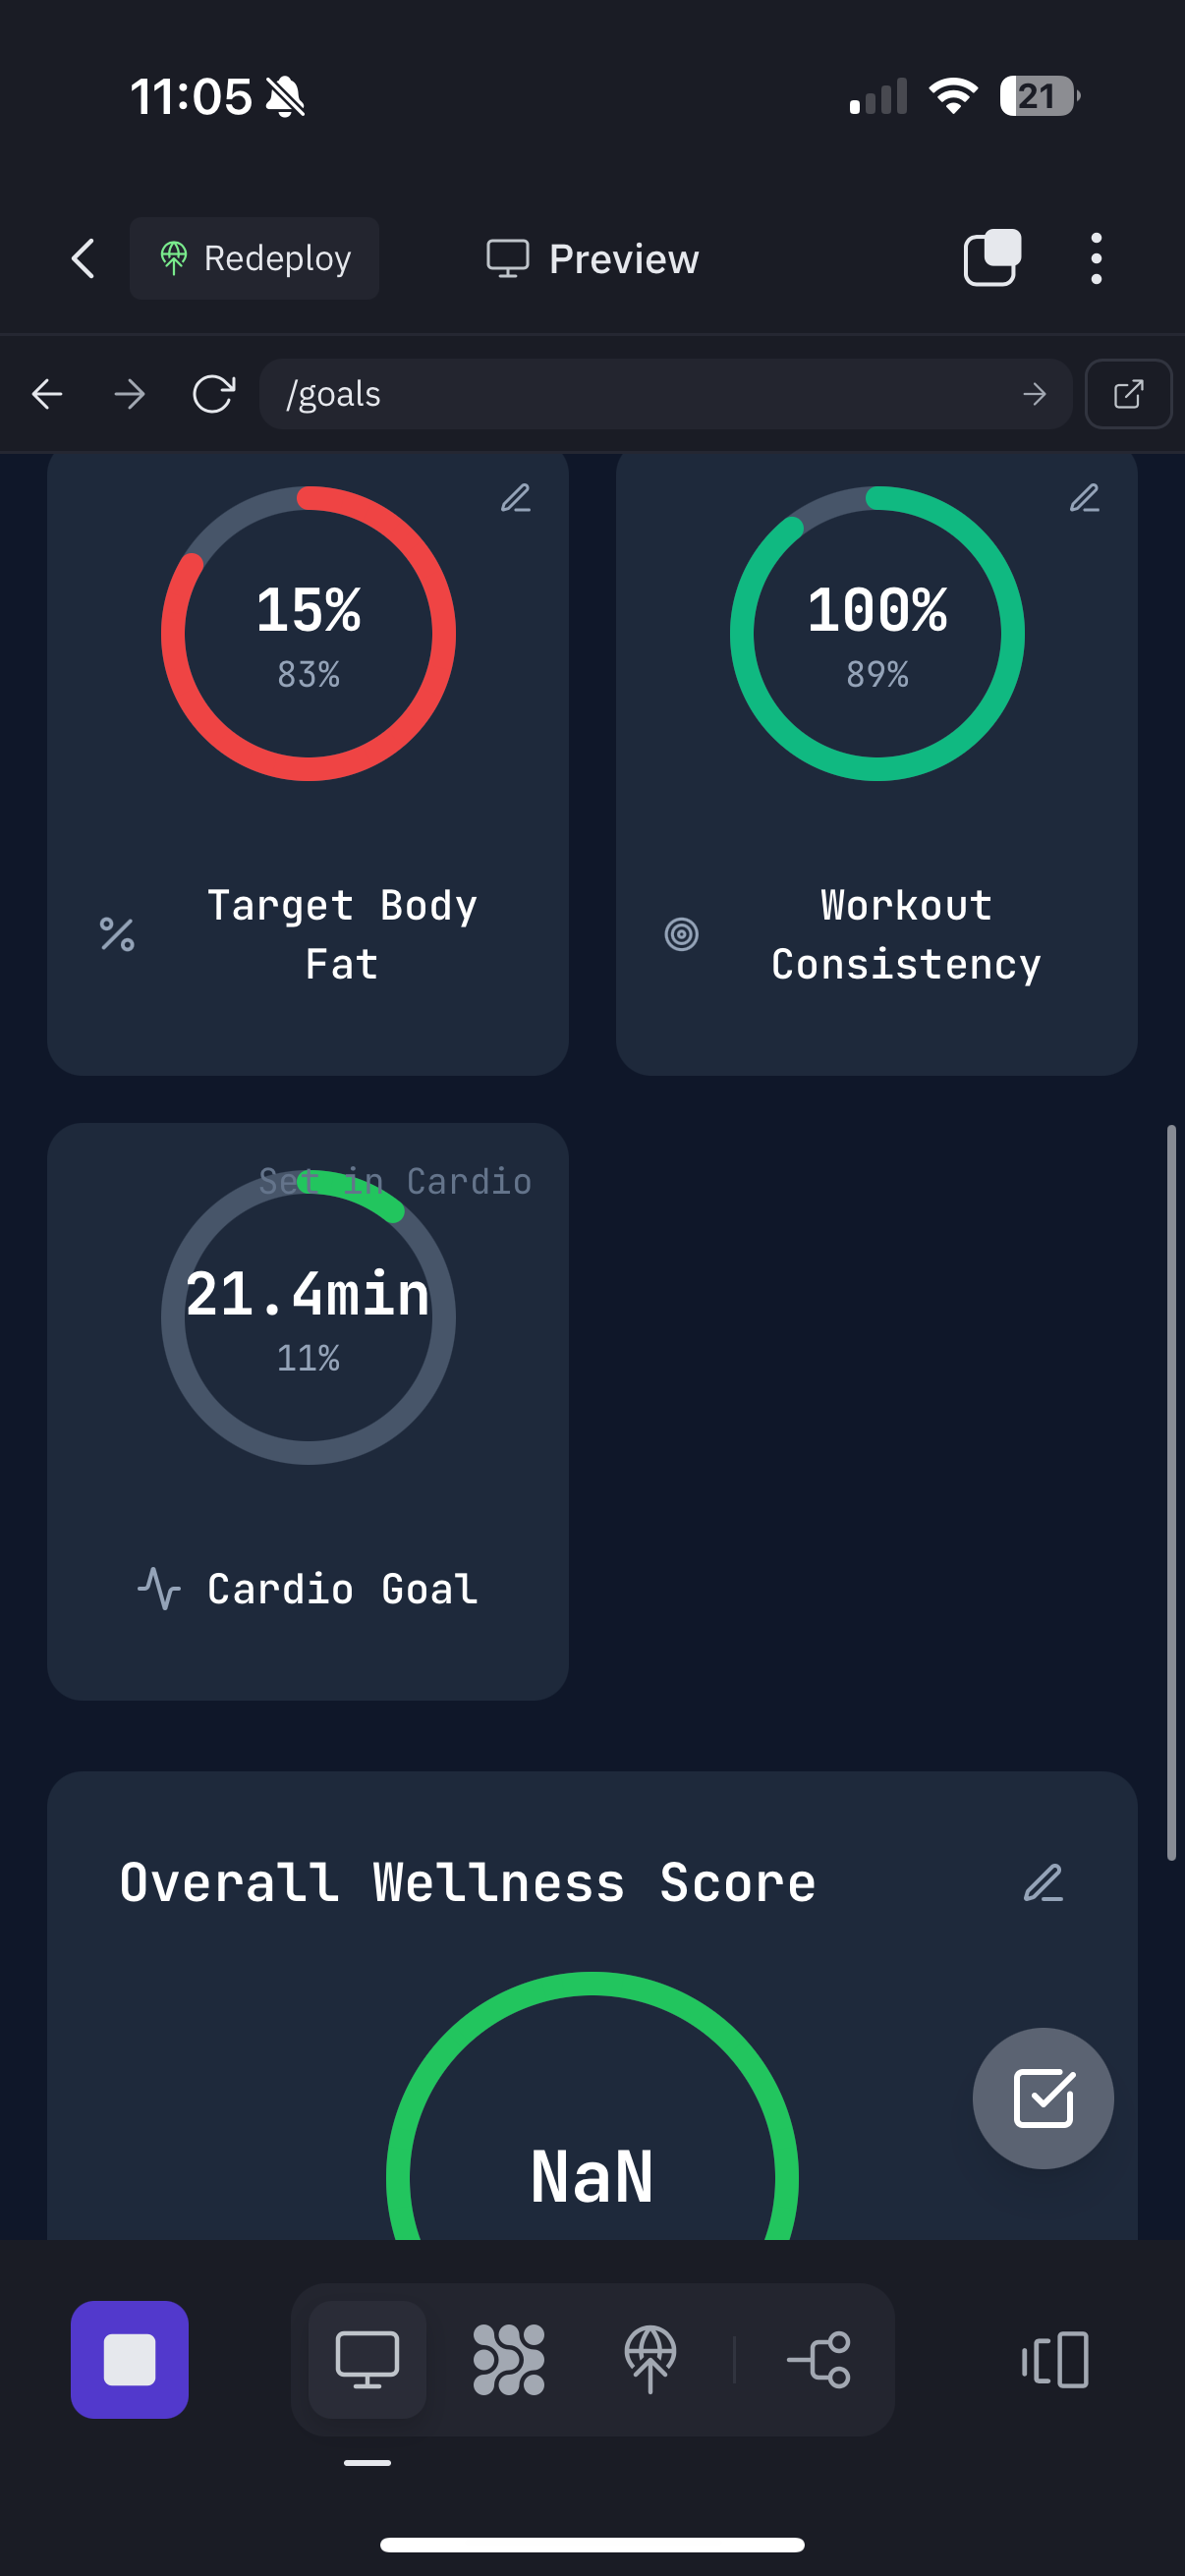 11:05
21
Redeploy
Preview
/goals
15%
83%
100%
89%
Target Body
Fat
Workout
Consistency
Set in Cardio
21.4min
11%
Cardio Goal
Overall Wellness Score
NaN